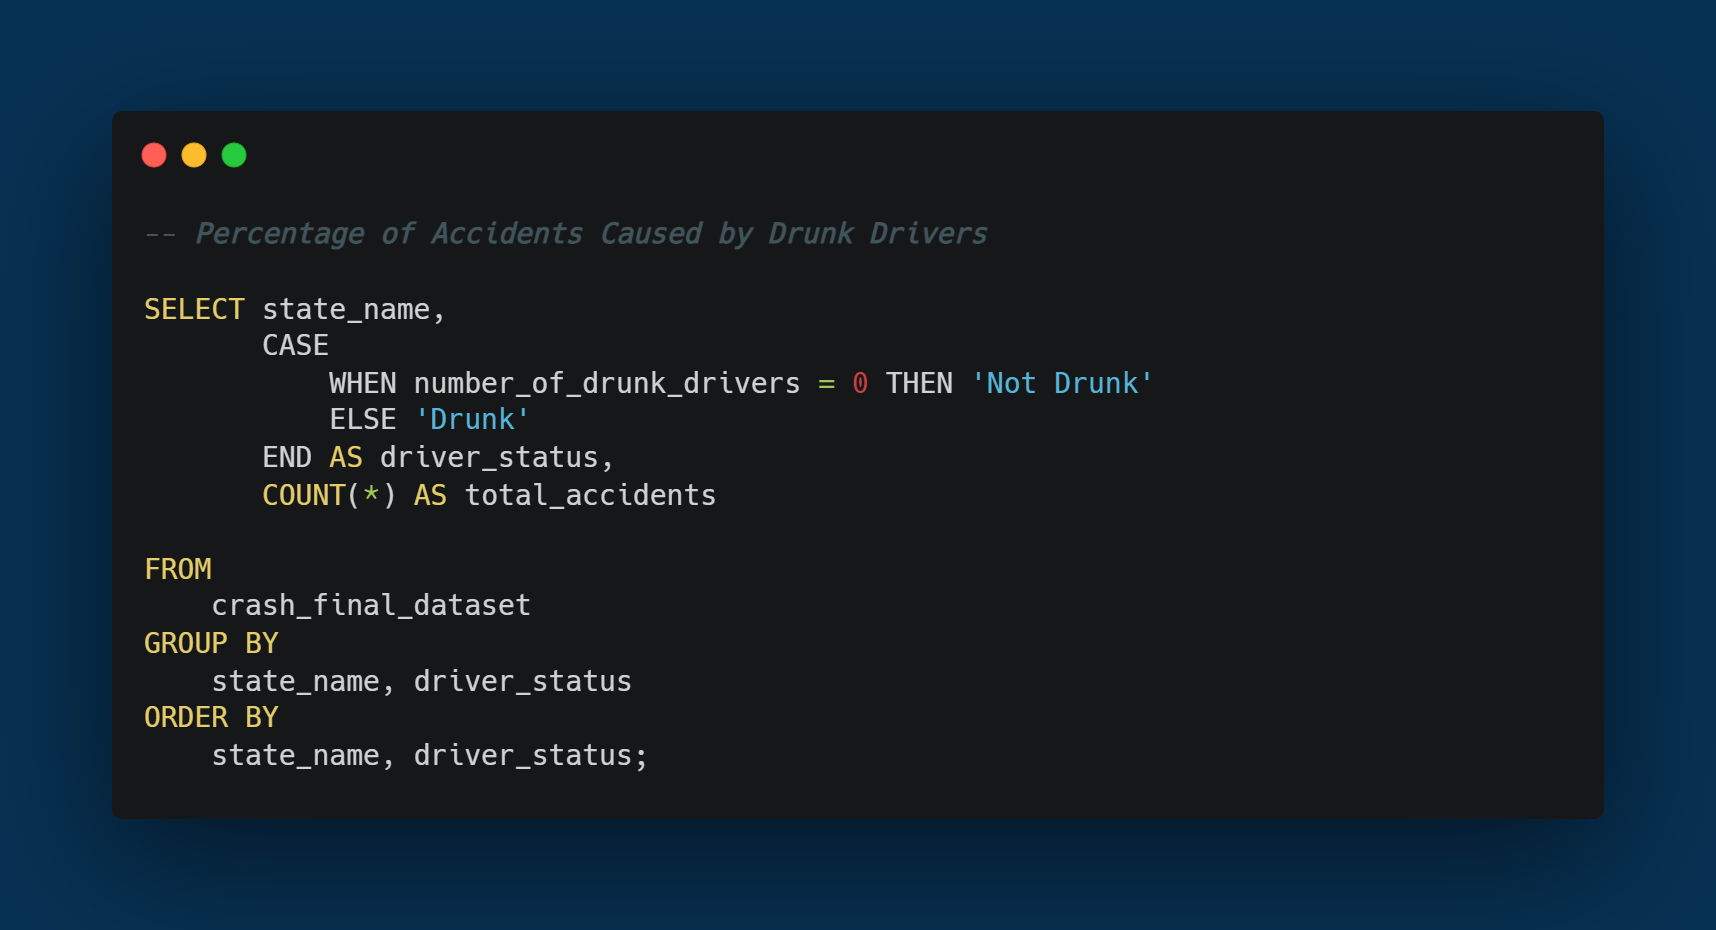 -- Percentage of Accidents Caused by Drunk Drivers
SELECT state_name,
CASE
WHEN number_of_drunk_drivers = 0 THEN 'Not Drunk'
ELSE 'Drunk'
END AS driver_status,
COUNT(*) AS total_accidents
FROM
crash_final_dataset
GROUP BY
state_name, driver_status
ORDER BY
state_name, driver_status;